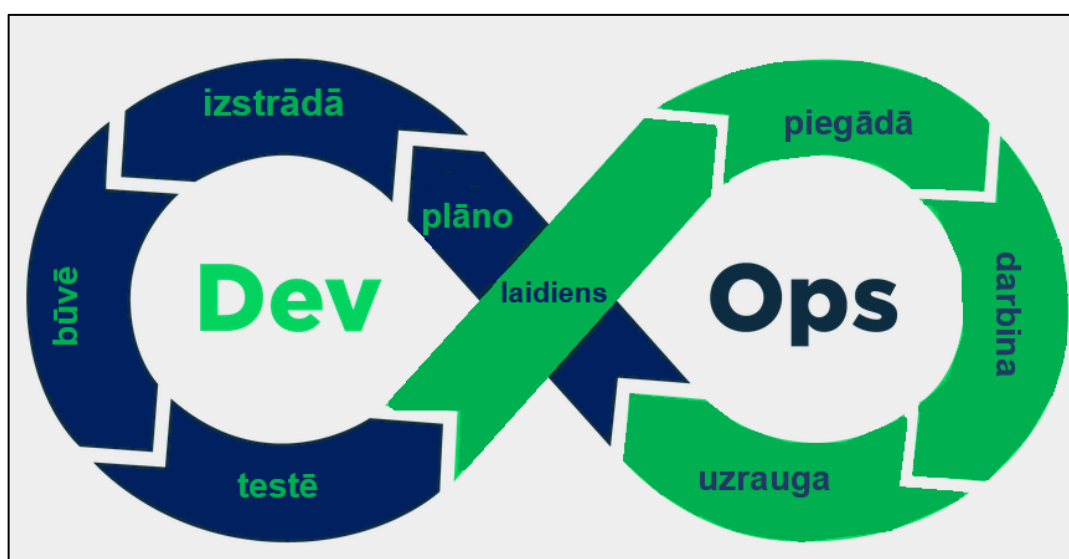 izstrādā
piegādā
plāno
būvē
Dev
laidiens
Ops
darbina
testē
uzrauga